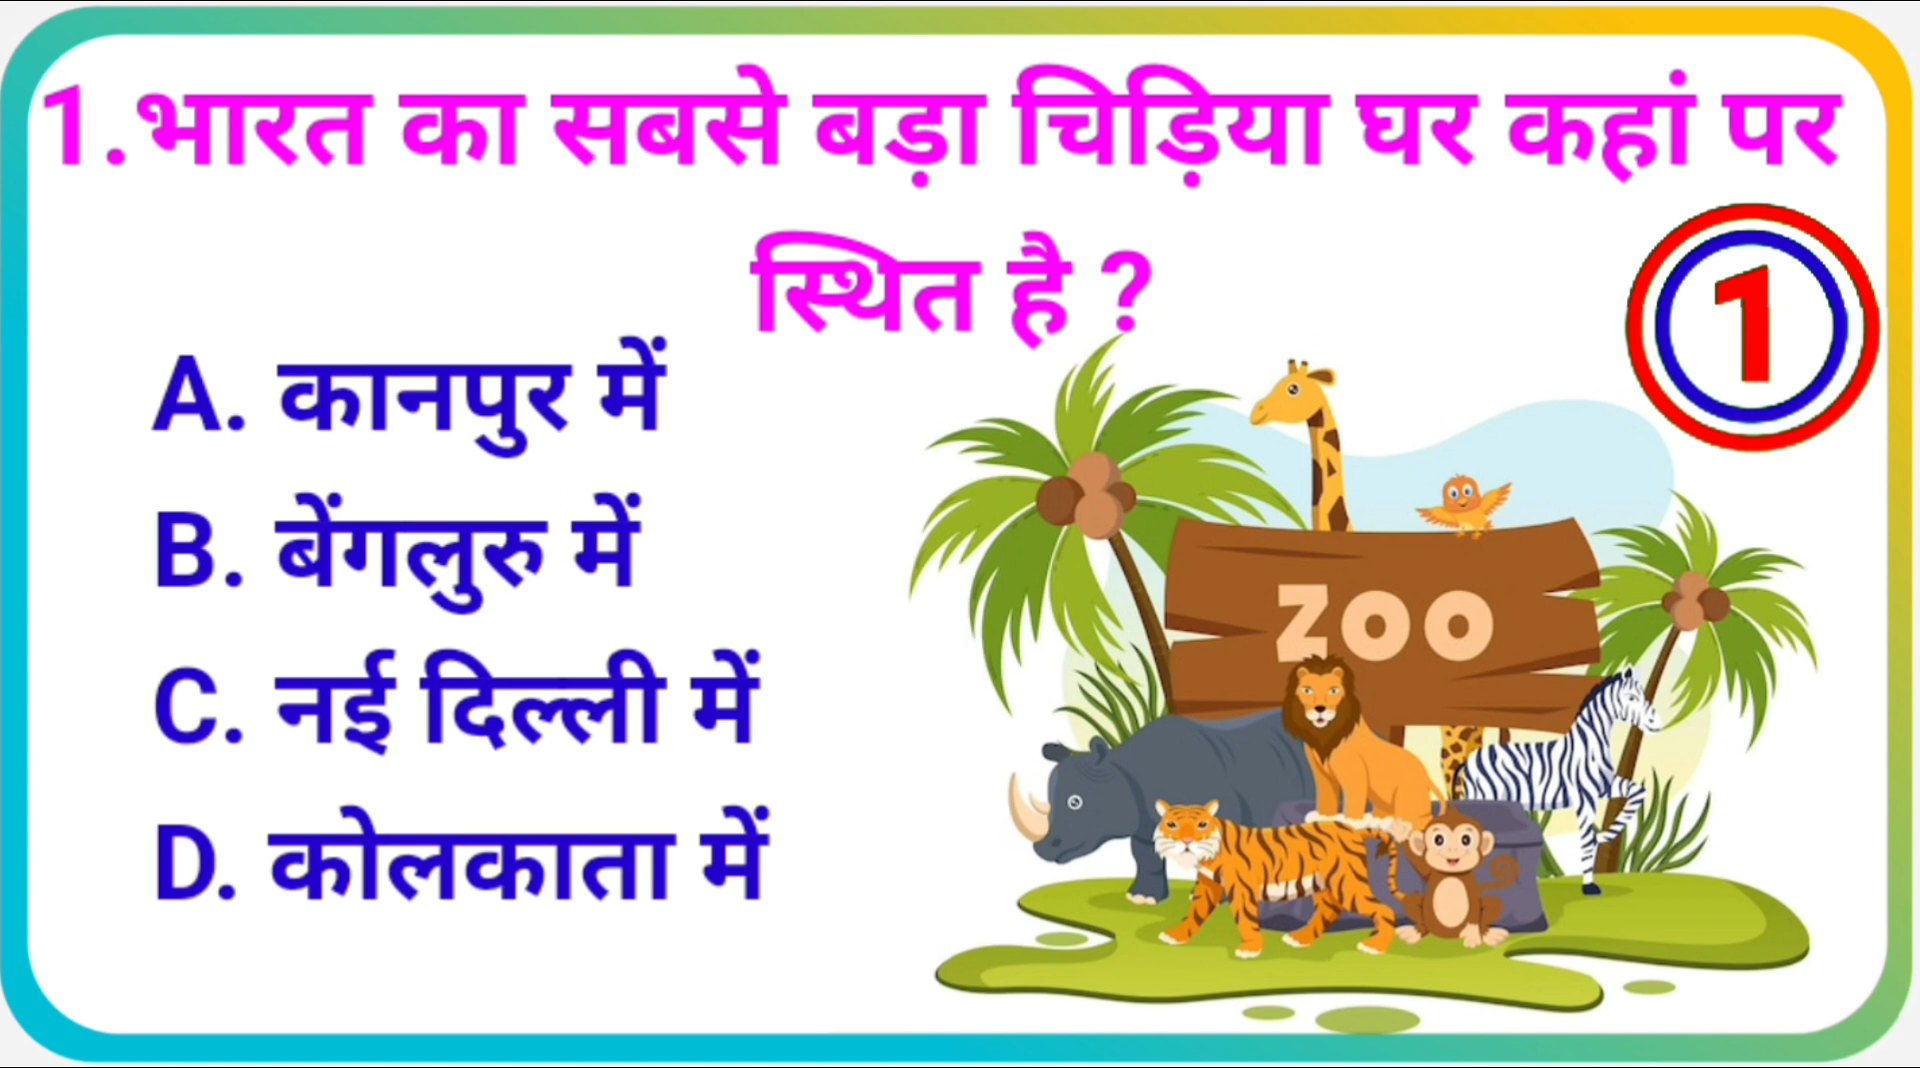 1.भारत का सबसे बड़ा चिड़िया घर कहां पर
स्थित है ?
1
A. कानपुर में
B. बेंगलुरु में
C. नई दिल्ली में
D. कोलकाता में
ZOO